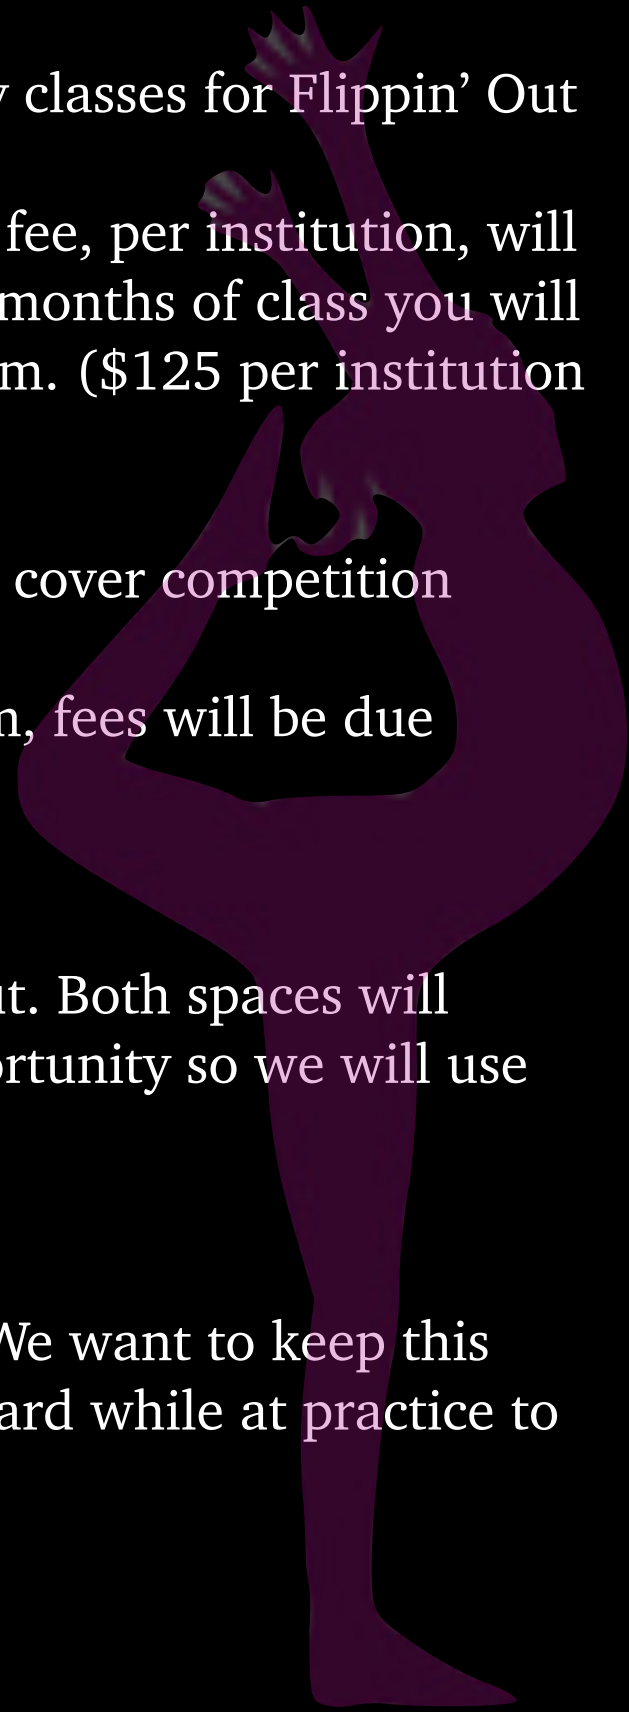 classes for Flippin’ Out
fee, per institution, will
months of class you will
m. ($125 per institution
cover competition
, fees will be due
ut. Both spaces will
ortunity so we will use
We want to keep this
ard while at practice to